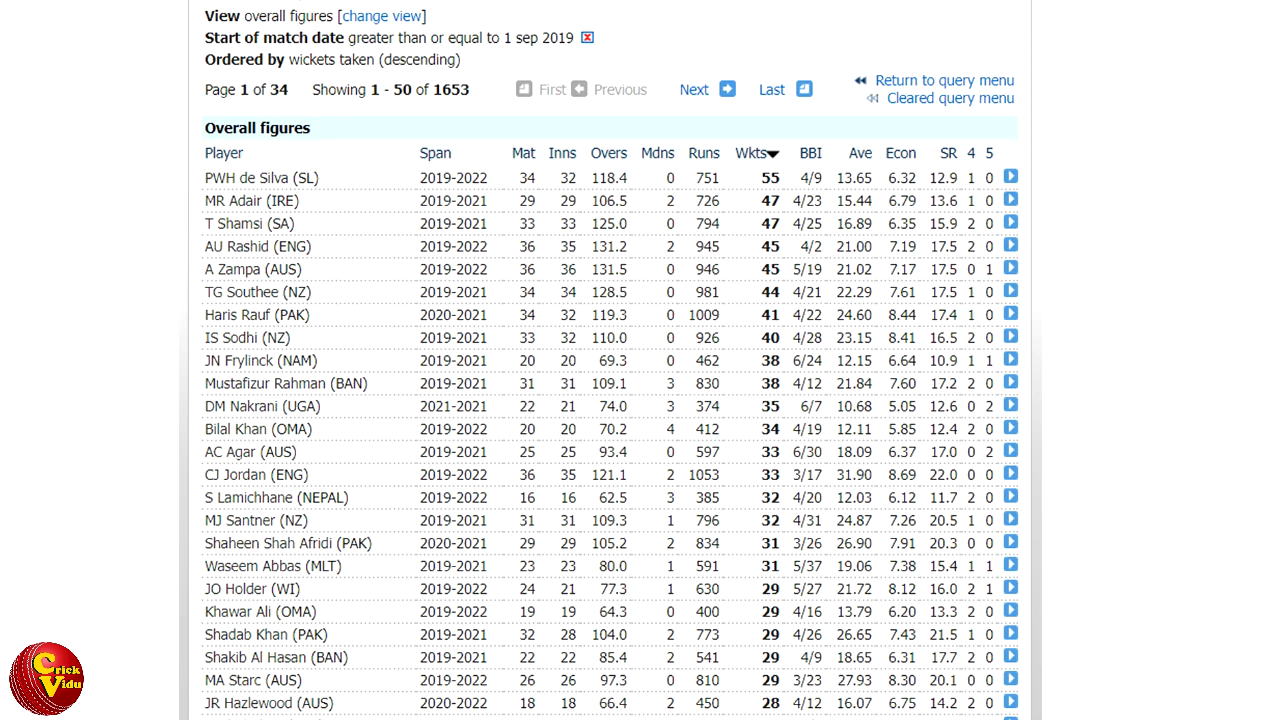 View overall figures [change view]
Start of match date greater than or equal to 1 sep 2019
Ordered by wickets taken (descending)
Page 1 of 34 Showing 1 - 50 of 1653 First Previous Next Last Return to query menu
Cleared query menu
Overall figures
Player Span Mat Inns Overs Mdns Runs Wkts BBI Ave Econ SR 4 5
PWH de Silva (SL) 2019-2022 34 32 118.4 0 751 55 4/9 13.65 6.32 12.9 1 0
MR Adair (IRE) 2019-2021 29 29 106.5 2 726 47 4/23 15.44 6.79 13.6 1 0
T Shamsi (SA) 2019-2021 33 33 125.0 0 794 47 4/25 16.89 6.35 15.9 2 0
AU Rashid (ENG) 2019-2022 36 35 131.2 2 945 45 4/2 21.00 7.19 17.5 2 0
A Zampa (AUS) 2019-2022 36 36 131.5 0 946 45 5/19 21.02 7.17 17.5 0 1
TG Southee (NZ) 2019-2021 34 34 128.5 0 981 44 4/21 22.29 7.61 17.5 1 0
Haris Rauf (PAK) 2020-2021 34 32 119.3 0 1009 41 4/22 24.60 8.44 17.4 1 0
IS Sodhi (NZ) 2019-2021 33 32 110.0 0 926 40 4/28 23.15 8.41 16.5 2 0
JN Frylinck (NAM) 2019-2021 20 20 69.3 0 462 38 6/24 12.15 6.64 10.9 1 1
Mustafizur Rahman (BAN) 2019-2021 31 31 109.1 3 830 38 4/12 21.84 7.60 17.2 2 0
DM Nakrani (UGA) 2021-2021 22 21 74.0 3 374 35 6/7 10.68 5.05 12.6 0 2
Bilal Khan (OMA) 2019-2022 20 20 70.2 4 412 34 4/19 12.11 5.85 12.4 2 0
AC Agar (AUS) 2019-2022 25 25 93.4 0 597 33 6/30 18.09 6.37 17.0 0 2
CJ Jordan (ENG) 2019-2022 36 35 121.1 2 1053 33 3/17 31.90 8.69 22.0 0 0
S Lamichhane (NEPAL) 2019-2022 16 16 62.5 3 385 32 4/20 12.03 6.12 11.7 2 0
MJ Santner (NZ) 2019-2021 31 31 109.3 1 796 32 4/31 24.87 7.26 20.5 1 0
Shaheen Shah Afridi (PAK) 2020-2021 29 29 105.2 2 834 31 3/26 26.90 7.91 20.3 0 0
Waseem Abbas (MLT) 2019-2021 23 23 80.0 1 591 31 5/37 19.06 7.38 15.4 1 1
JO Holder (WI) 2019-2022 24 21 77.3 1 630 29 5/27 21.72 8.12 16.0 2 1
Khawar Ali (OMA) 2019-2022 19 19 64.3 0 400 29 4/16 13.79 6.20 13.3 2 0
Shadab Khan (PAK) 2019-2021 32 28 104.0 2 773 29 4/26 26.65 7.43 21.5 1 0
Shakib Al Hasan (BAN) 2019-2021 22 22 85.4 2 541 29 4/9 18.65 6.31 17.7 2 0
MA Starc (AUS) 2019-2022 26 26 97.3 0 810 29 3/23 27.93 8.30 20.1 0 0
JR Hazlewood (AUS) 2020-2022 18 18 66.4 2 450 28 4/12 16.07 6.75 14.2 2 0
Crick
Vidu